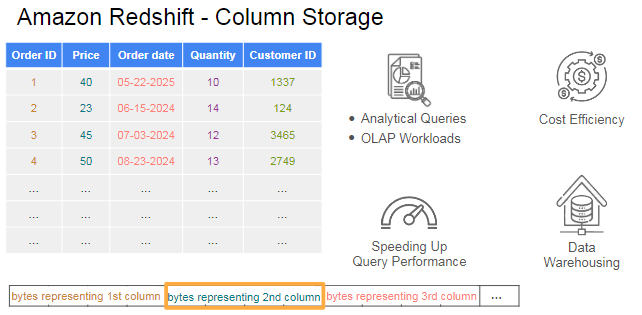 Amazon Redshift - Column Storage
Order ID Price Order date Quantity Customer ID
1 40 05-22-2025 10 1337
2 23 06-15-2024 14 124
3 45 07-03-2024 12 3465
4 50 08-23-2024 13 2749
... ... ... ... ...
... ... ... ... ...
... ... ... ... ...
• Analytical Queries
• OLAP Workloads
Cost Efficiency
Speeding Up
Query Performance
Data
Warehousing
bytes representing 1st column bytes representing 2nd column bytes representing 3rd column ...